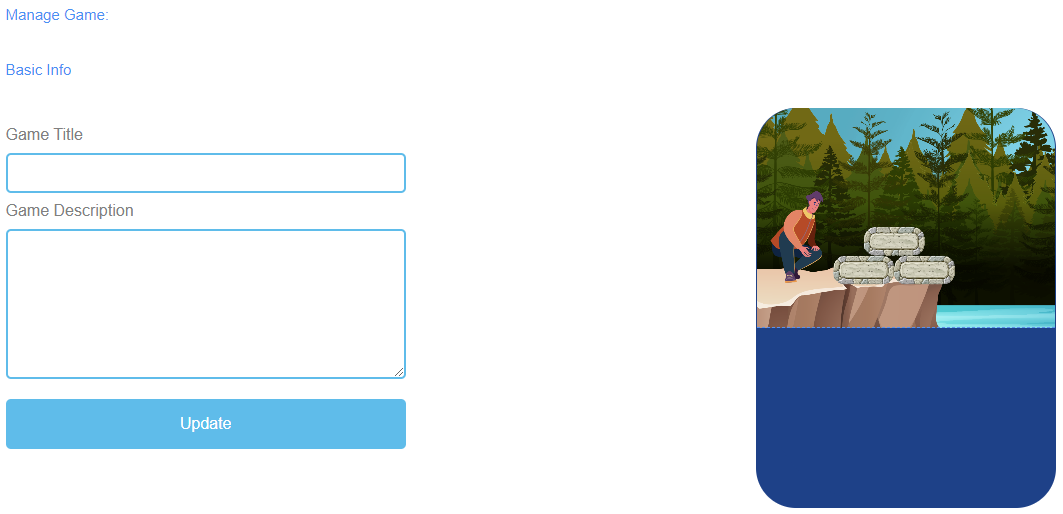 Manage Game:
Basic Info
Game Title
Game Description
Update